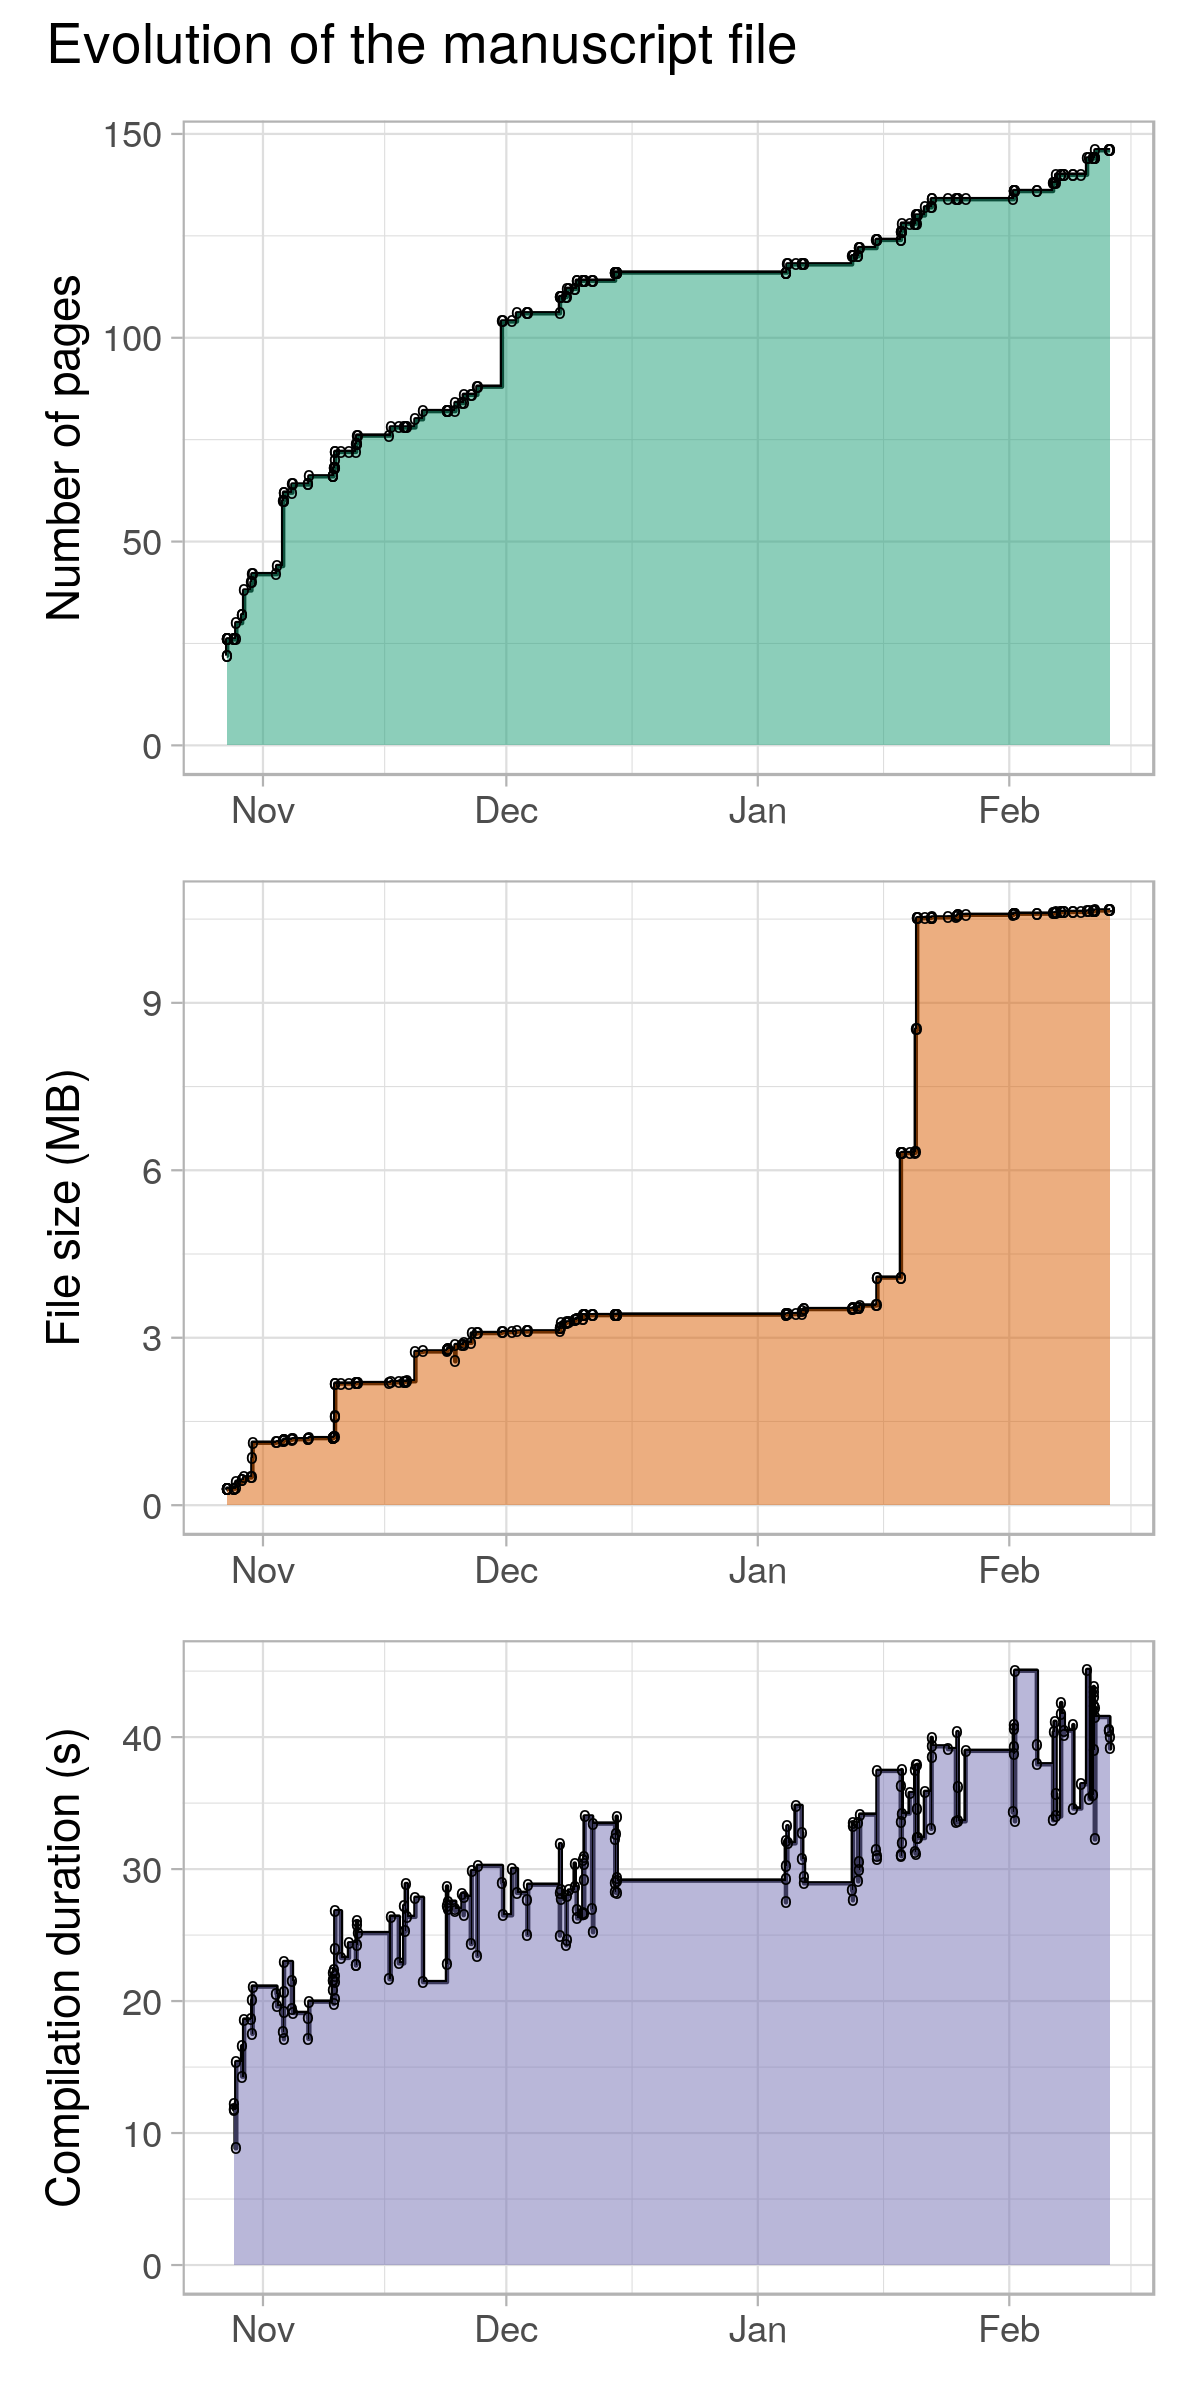 Evolution of the manuscript file
Number of pages
150
100
50
0
Nov Dec Jan Feb
File size (MB)
9
6
3
0
Nov Dec Jan Feb
Compilation duration (s)
40
30
20
10
0
Nov Dec Jan Feb